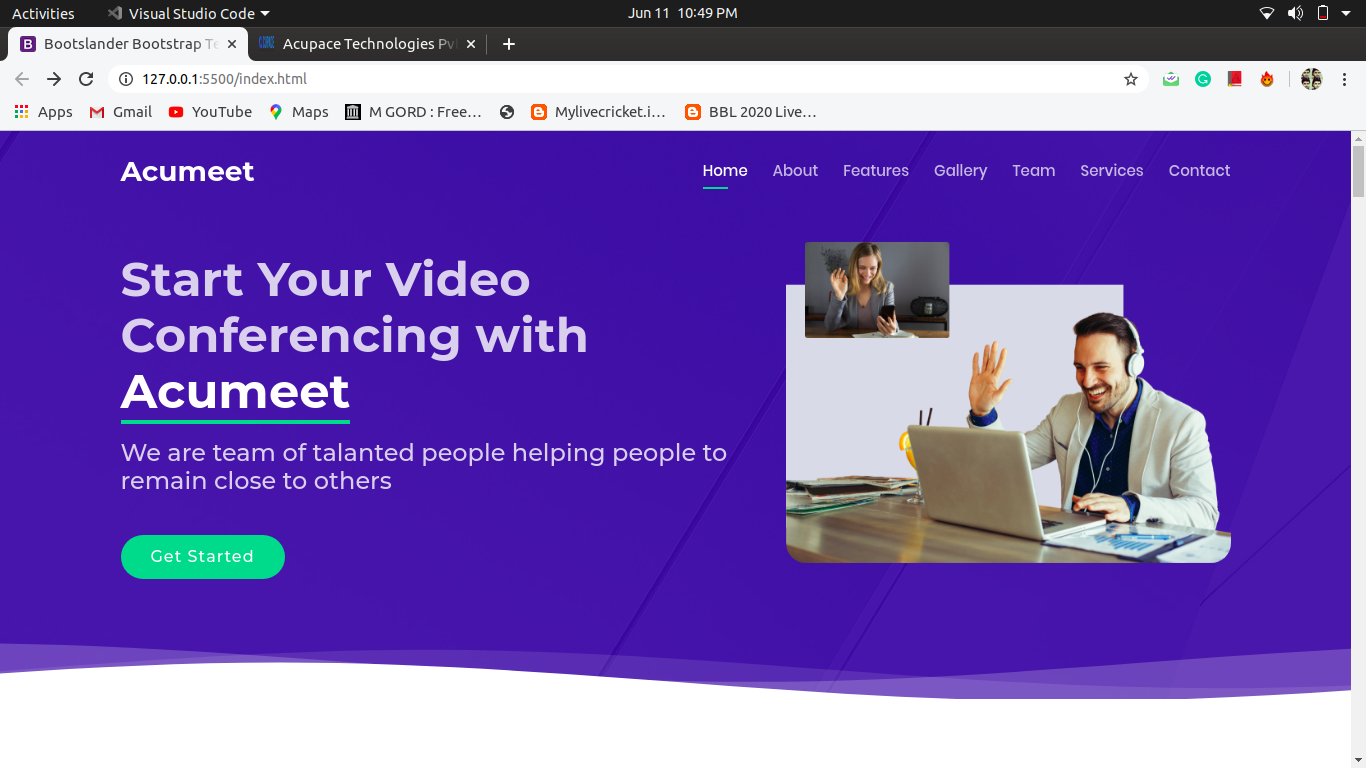 Activities Visual Studio Code Jun 11 10:49 PM
Bootslander Bootstrap Te Acupace Technologies Pv
127.0.0.1:5500/index.html
Apps Gmail YouTube Maps M GORD : Free… Mylivecricket.i… BBL 2020 Live…
Acumeet Home About Features Gallery Team Services Contact
Start Your Video
Conferencing with
Acumeet
We are team of talanted people helping people to
remain close to others
Get Started